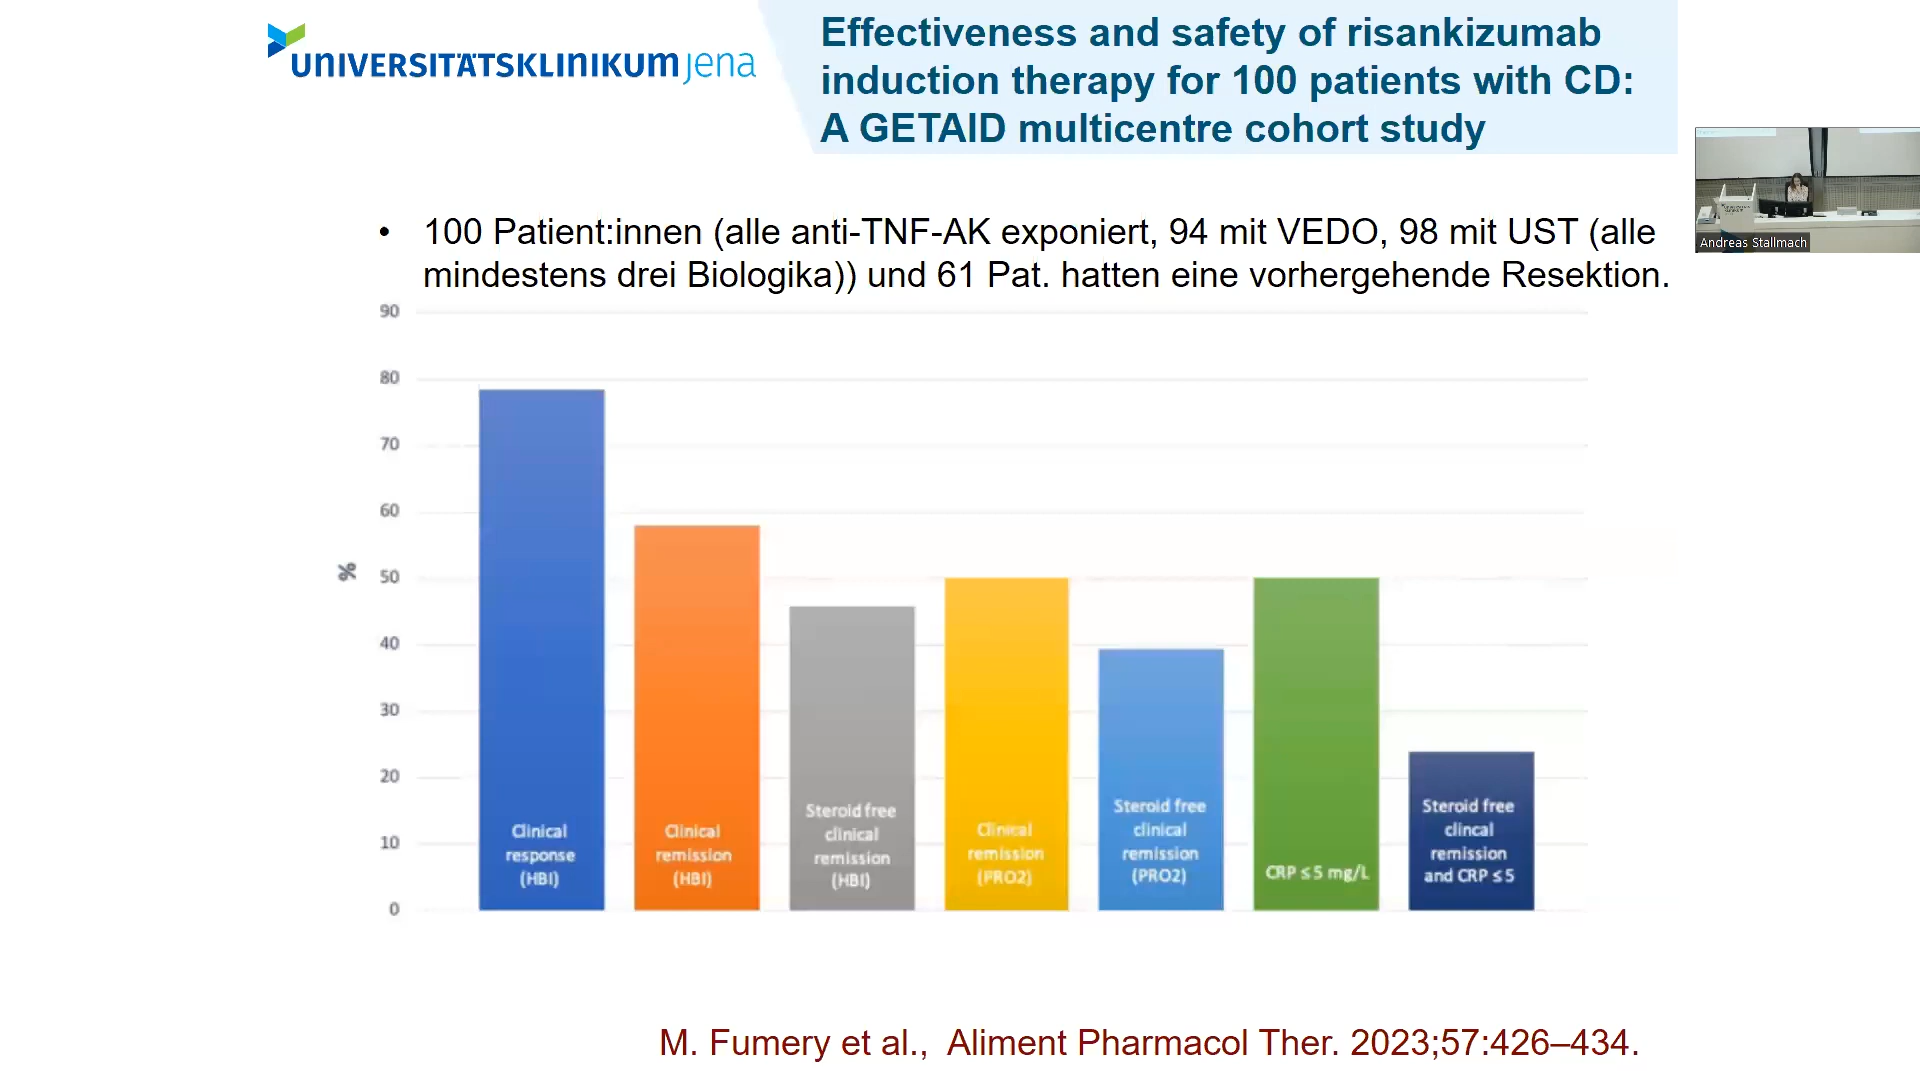 UNIVERSITÄTSKLINIKUM jena
Effectiveness and safety of risankizumab
induction therapy for 100 patients with CD:
A GETAID multicentre cohort study
Andreas Stallmach
• 100 Patient:innen (alle anti-TNF-AK exponiert, 94 mit VEDO, 98 mit UST (alle
mindestens drei Biologika)) und 61 Pat. hatten eine vorhergehende Resektion.
90
80
70
60
50
40
30
20
10
0
%
Clinical
response
(HBI)
Clinical
remission
(HBI)
Steroid free
clinical
remission
(HBI)
Clinical
remission
(PRO2)
Steroid free
clinical
remission
(PRO2)
CRP ≤ 5 mg/L
Steroid free
clincal
remission
and CRP ≤ 5
M. Fumery et al., Aliment Pharmacol Ther. 2023;57:426–434.